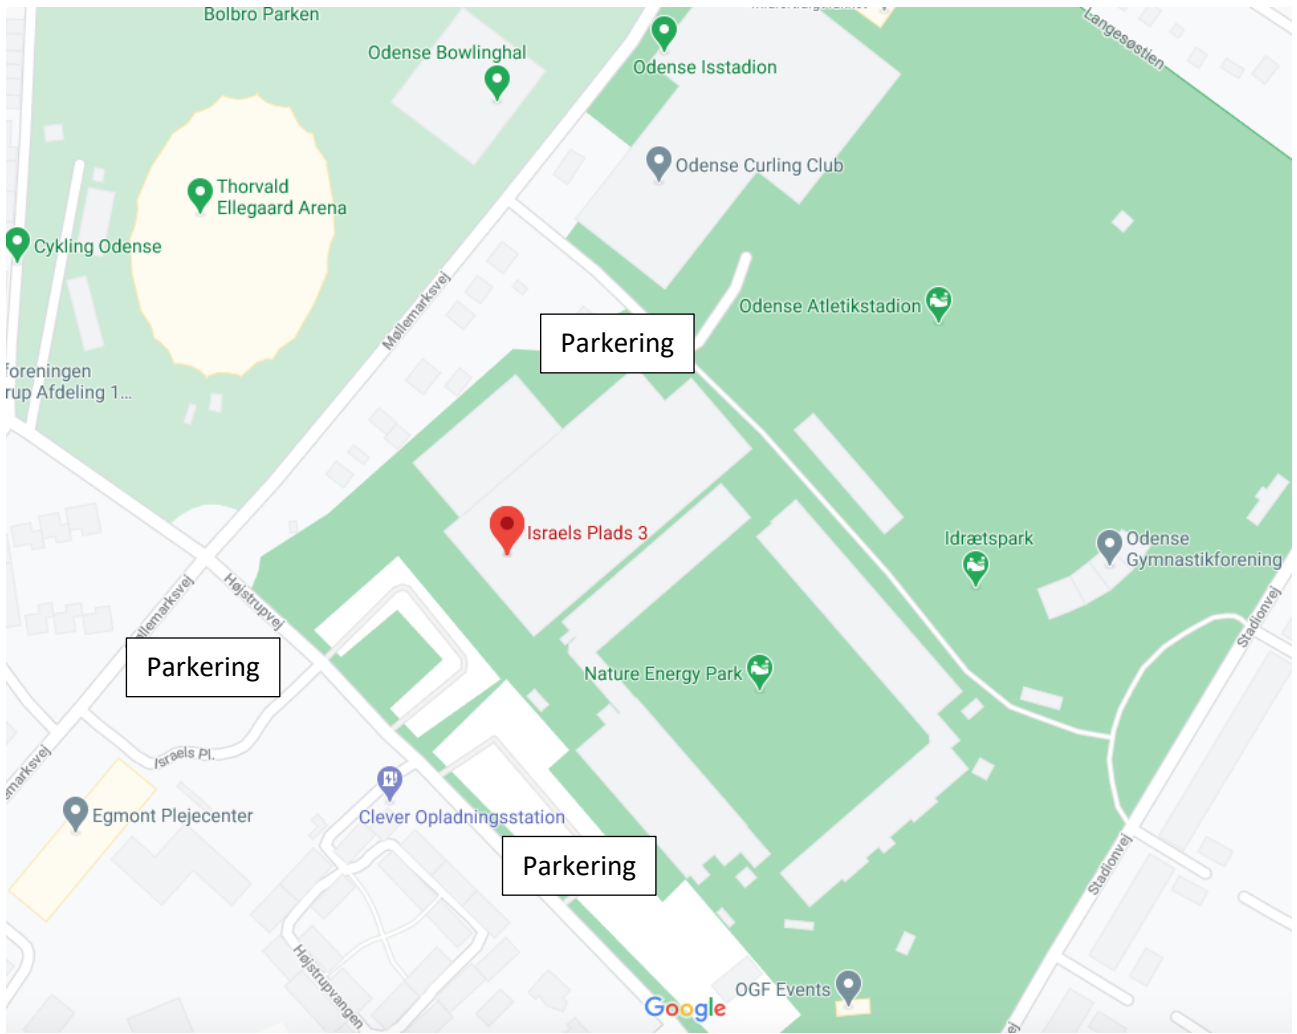 Bolbro Parken
Odense Bowlinghal
Odense Isstadion
Langesøstien
Odense Curling Club
Thorvald
Ellegaard Arena
Cykling Odense
Møllemarksvej
Odense Atletikstadion
Parkering
foreningen
rup Afdeling 1...
Israels Plads 3
Idrætspark
Odense
Gymnastikforening
Højstrupvej
Stadionvej
Parkering
Nature Energy Park
Israels Pl.
Egmont Plejecenter
Clever Opladningsstation
Parkering
Stadionvej
Højstrupvangen
OGF Events
Google